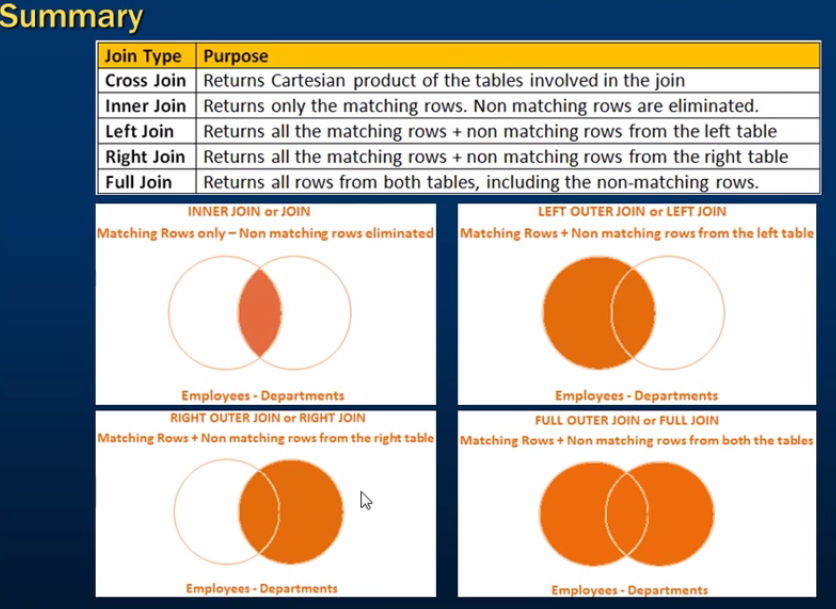 Summary
Join Type Purpose
Cross Join Returns Cartesian product of the tables involved in the join
Inner Join Returns only the matching rows. Non matching rows are eliminated.
Left Join Returns all the matching rows + non matching rows from the left table
Right Join Returns all the matching rows + non matching rows from the right table
Full Join Returns all rows from both tables, including the non-matching rows.
INNER JOIN or JOIN
Matching Rows only – Non matching rows eliminated
Employees - Departments
LEFT OUTER JOIN or LEFT JOIN
Matching Rows + Non matching rows from the left table
Employees - Departments
RIGHT OUTER JOIN or RIGHT JOIN
Matching Rows + Non matching rows from the right table
Employees - Departments
FULL OUTER JOIN or FULL JOIN
Matching Rows + Non matching rows from both the tables
Employees - Departments